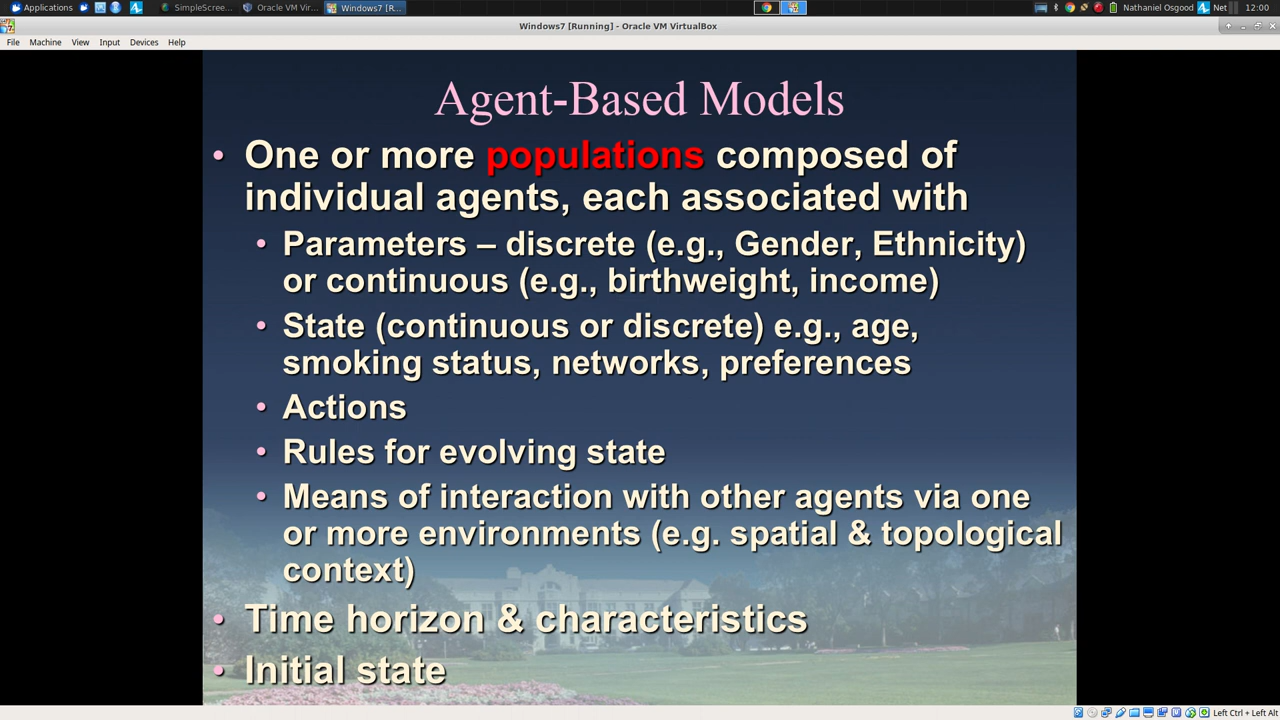 Applications
SimpleScree...
Oracle VM Vir...
Windows7 [R...
Nathaniel Osgood
Net
12:00
Windows7 [Running] - Oracle VM VirtualBox
File Machine View Input Devices Help
Agent-Based Models
• One or more populations composed of
individual agents, each associated with
• Parameters – discrete (e.g., Gender, Ethnicity)
or continuous (e.g., birthweight, income)
• State (continuous or discrete) e.g., age,
smoking status, networks, preferences
• Actions
• Rules for evolving state
• Means of interaction with other agents via one
or more environments (e.g. spatial & topological
context)
• Time horizon & characteristics
• Initial state
Left Ctrl + Left Alt